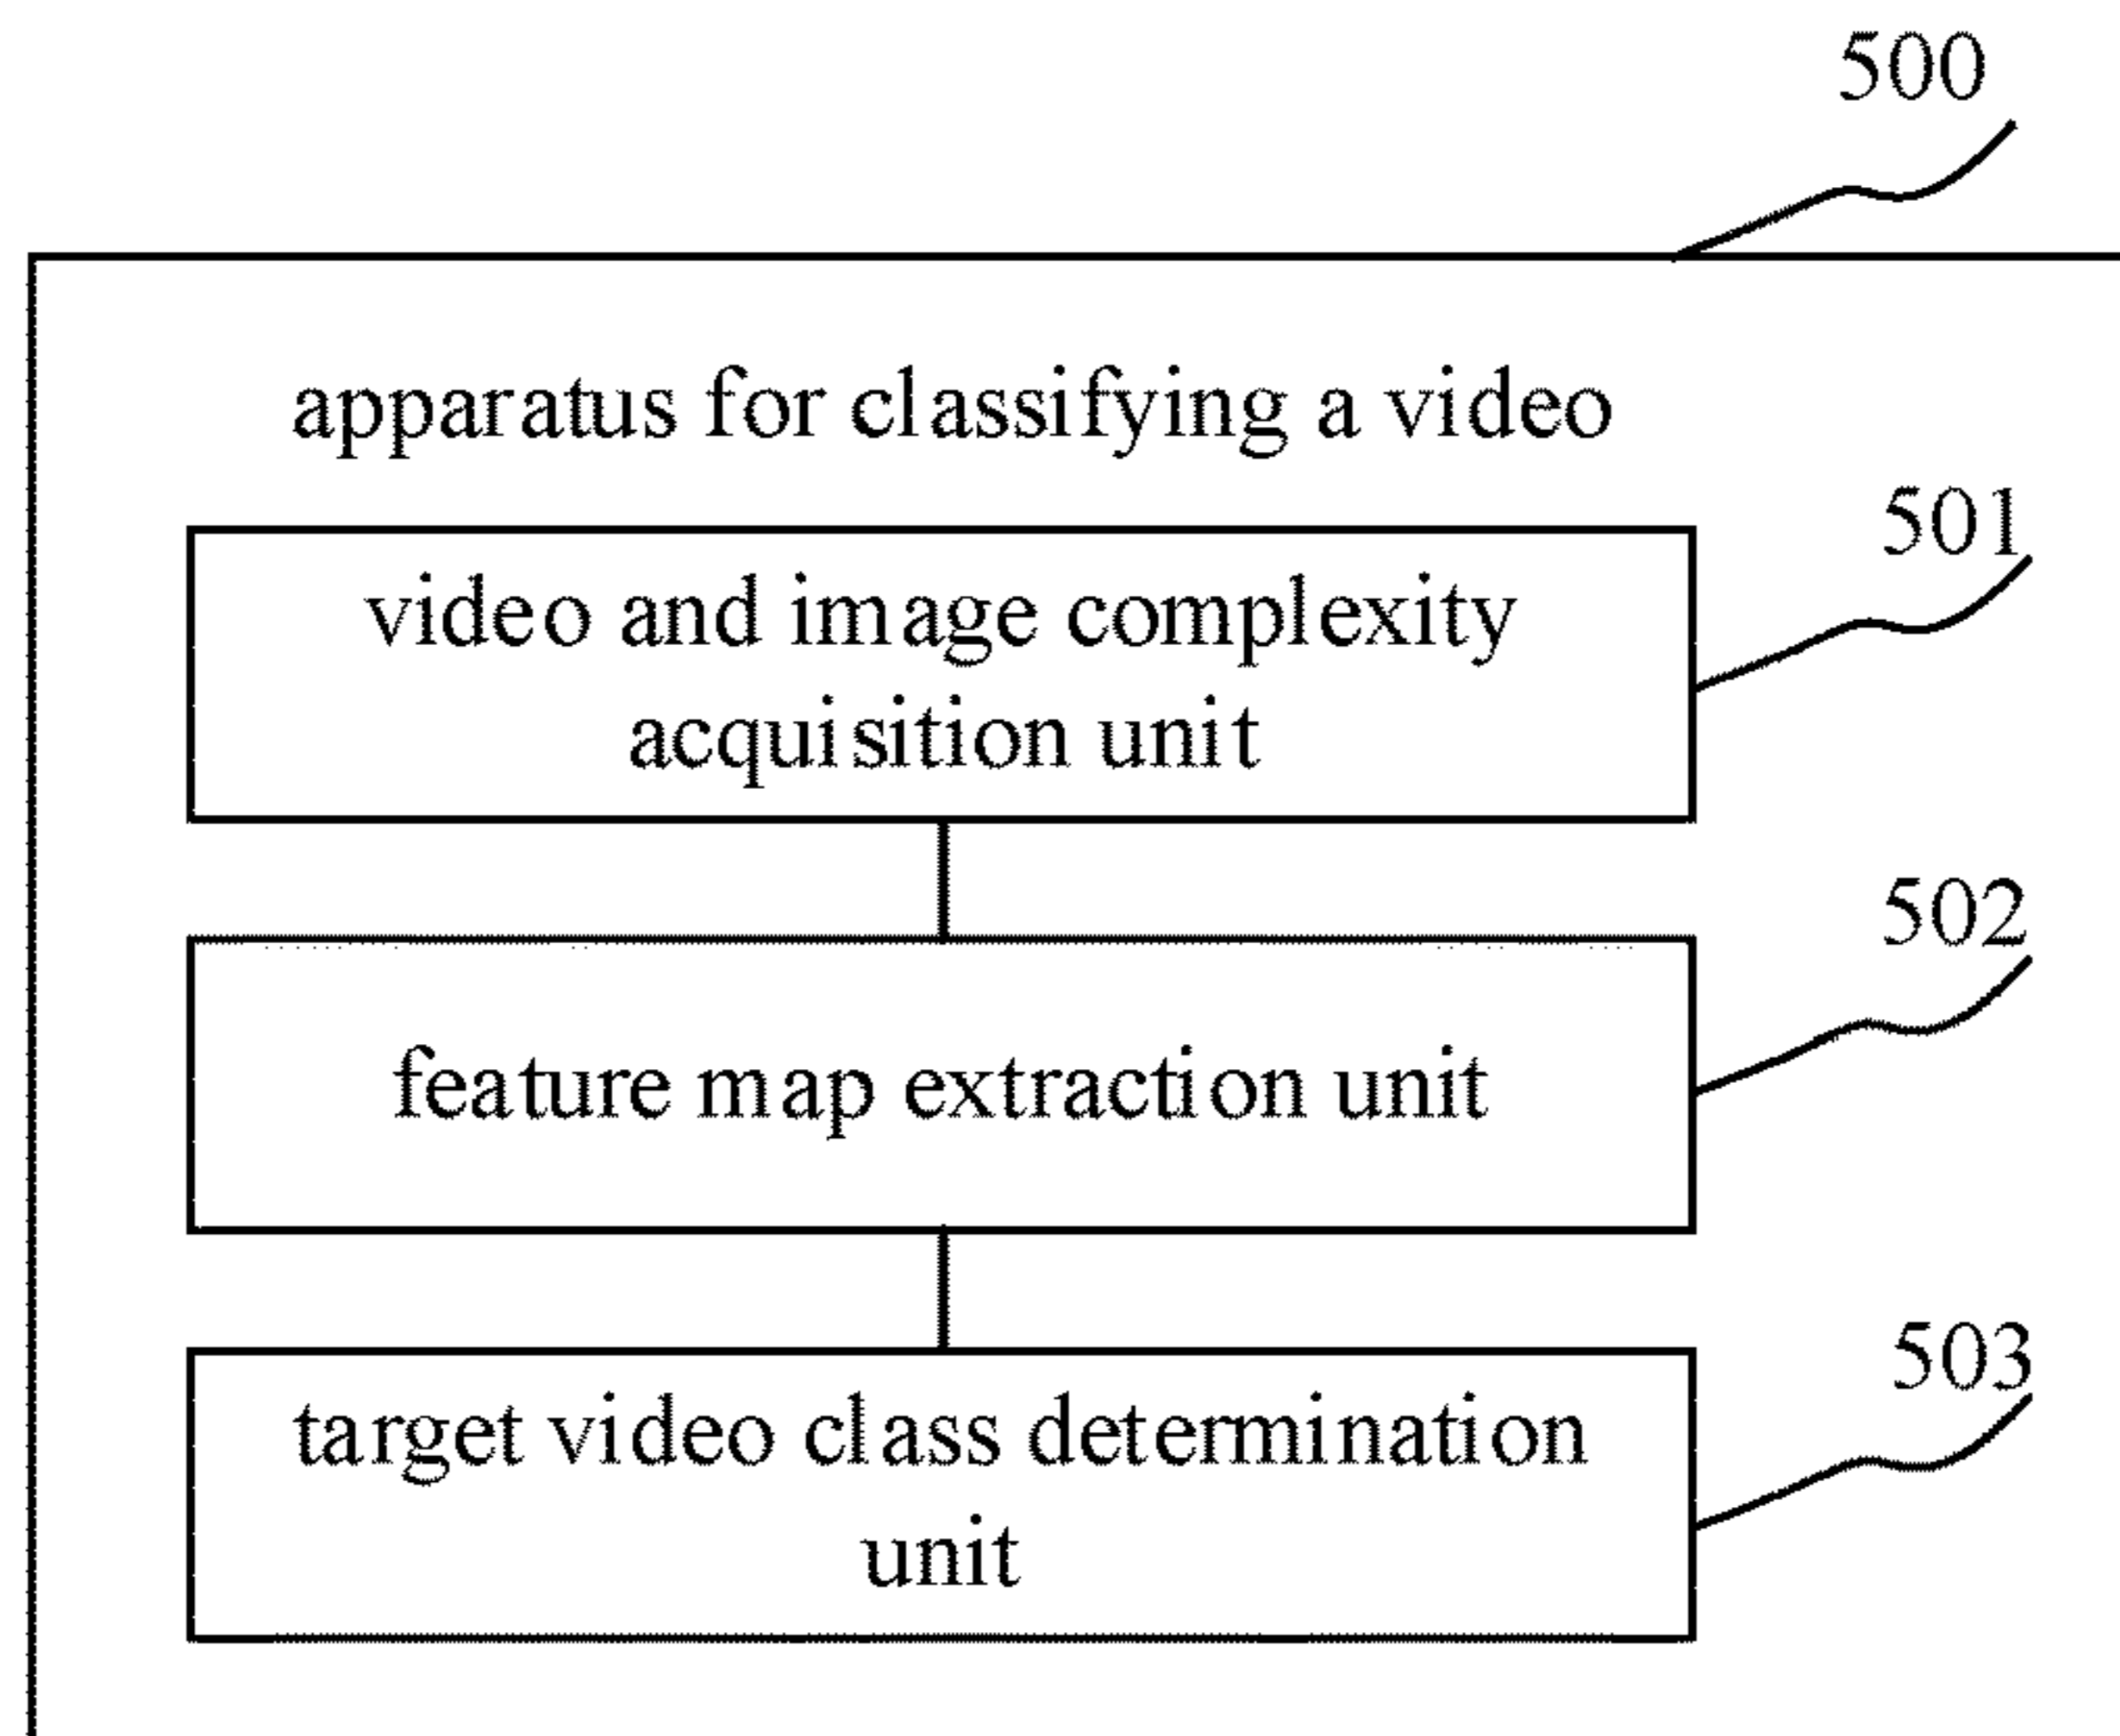 500
apparatus for classifying a video
501
video and image complexity
acquisition unit
502
feature map extraction unit
503
target video class determination
unit